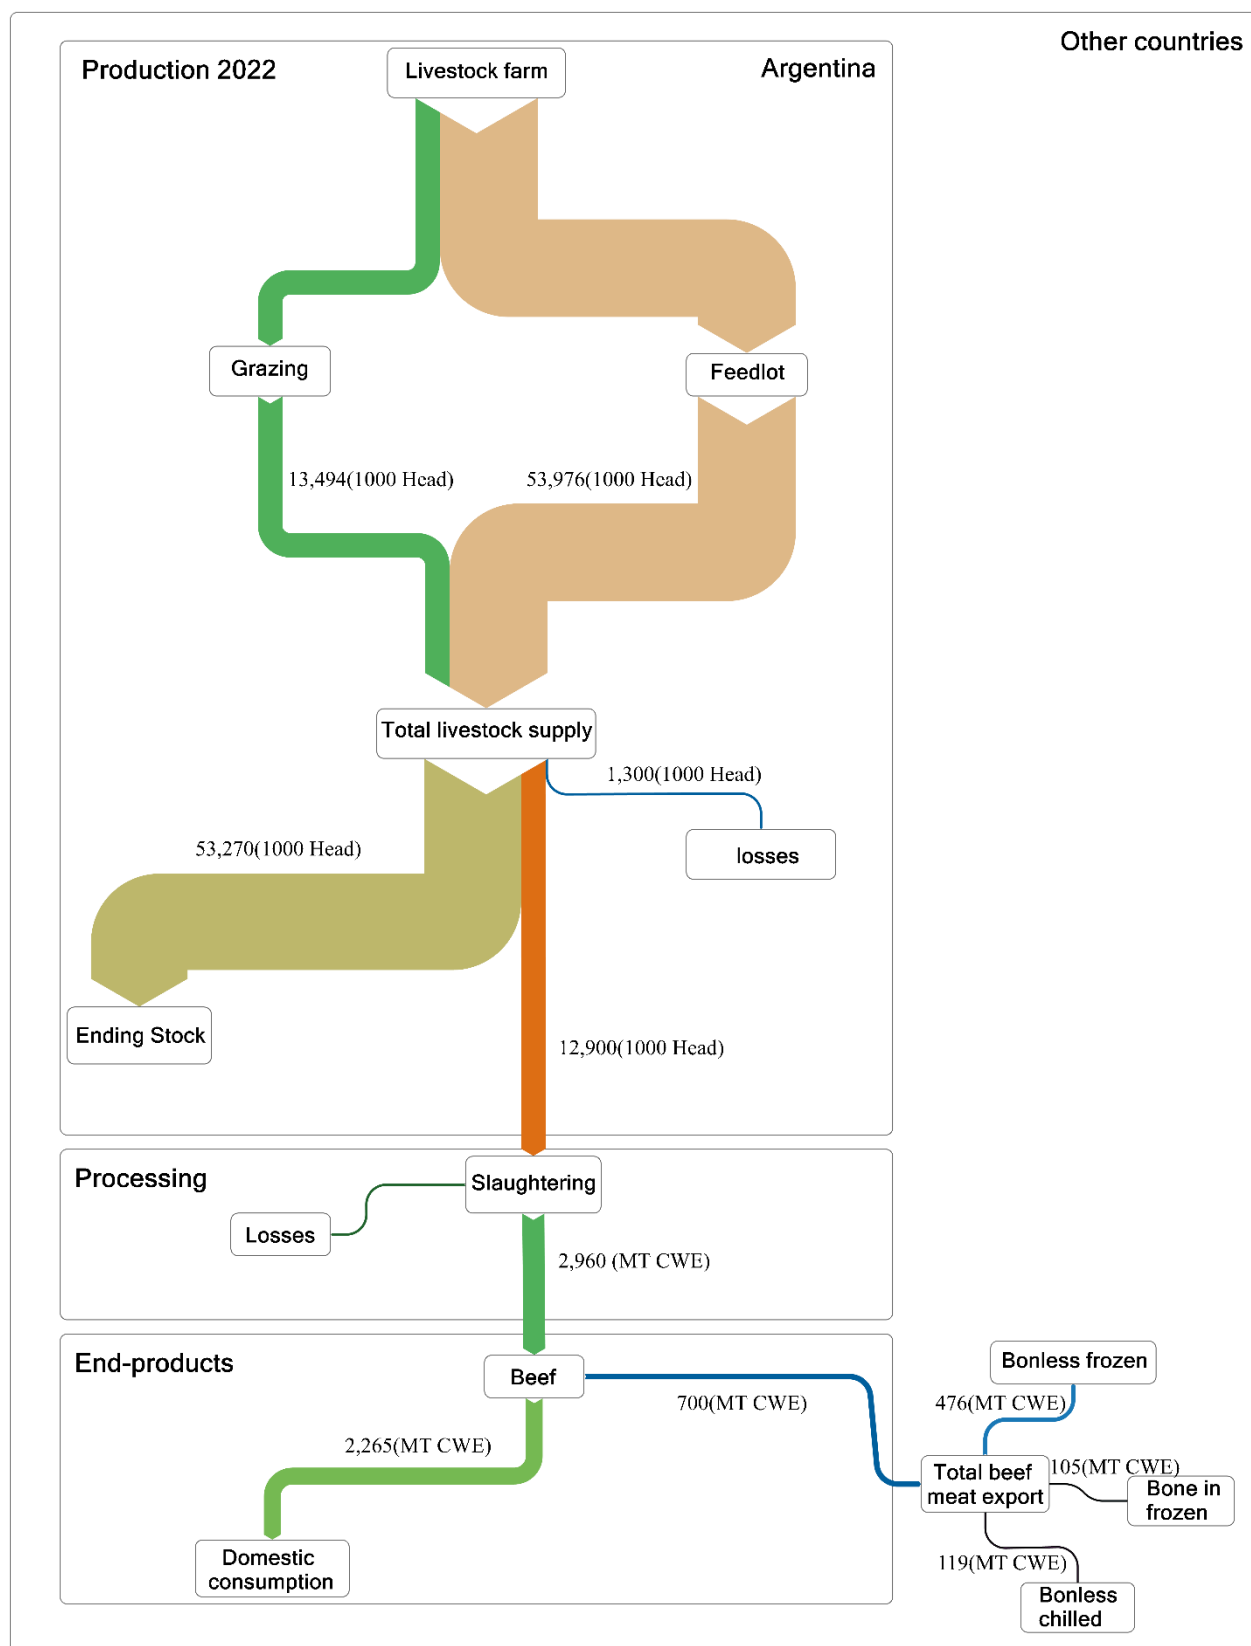 Other countries
Production 2022
Livestock farm
Argentina
Grazing
Feedlot
13,494(1000 Head)
53,976(1000 Head)
Total livestock supply
1,300(1000 Head)
losses
53,270(1000 Head)
Ending Stock
12,900(1000 Head)
Processing
Slaughtering
Losses
2,960 (MT CWE)
End-products
Beef
Bonless frozen
700(MT CWE)
476(MT CWE)
2,265(MT CWE)
Total beef
meat export
105(MT CWE)
Bone in
frozen
119(MT CWE)
Domestic
consumption
Bonless
chilled